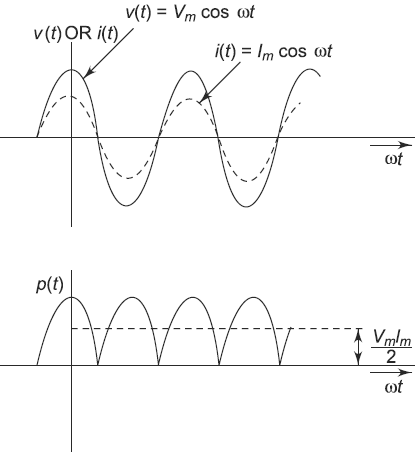 v(t) = Vₘ cos ωt
v(t) OR i(t)
i(t) = Iₘ cos ωt
ωt
p(t)
VₘIₘ
2
ωt